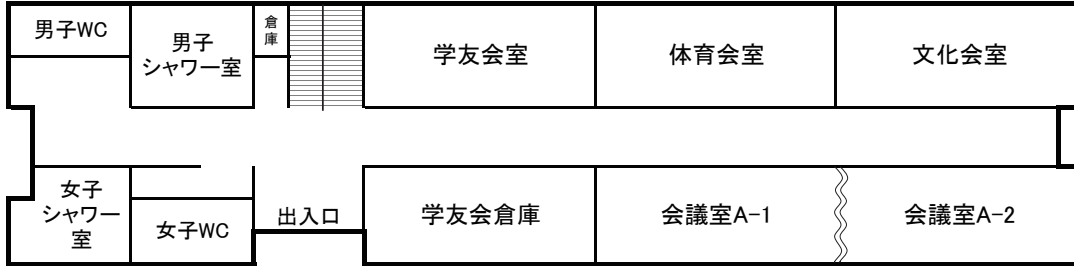 男子WC
男子
シャワー室
倉
庫
学友会室
体育会室
文化会室
女子
シャワー
室
女子WC
出入口
学友会倉庫
会議室A-1
会議室A-2